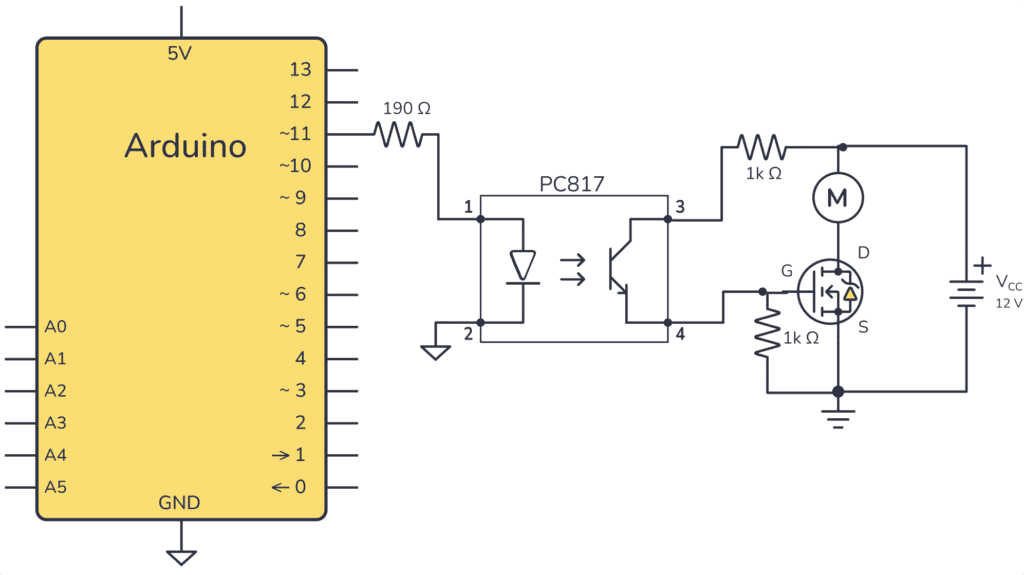 5V
13
12
190 Ω
~11
Arduino
1k Ω
~10
PC817
M
~ 9
1
3
8
D
G
7
+
V_CC
~ 6
12 V
A0
~ 5
2
4
S
1k Ω
A1
4
A2
~ 3
A3
2
A4
→ 1
A5
← 0
GND